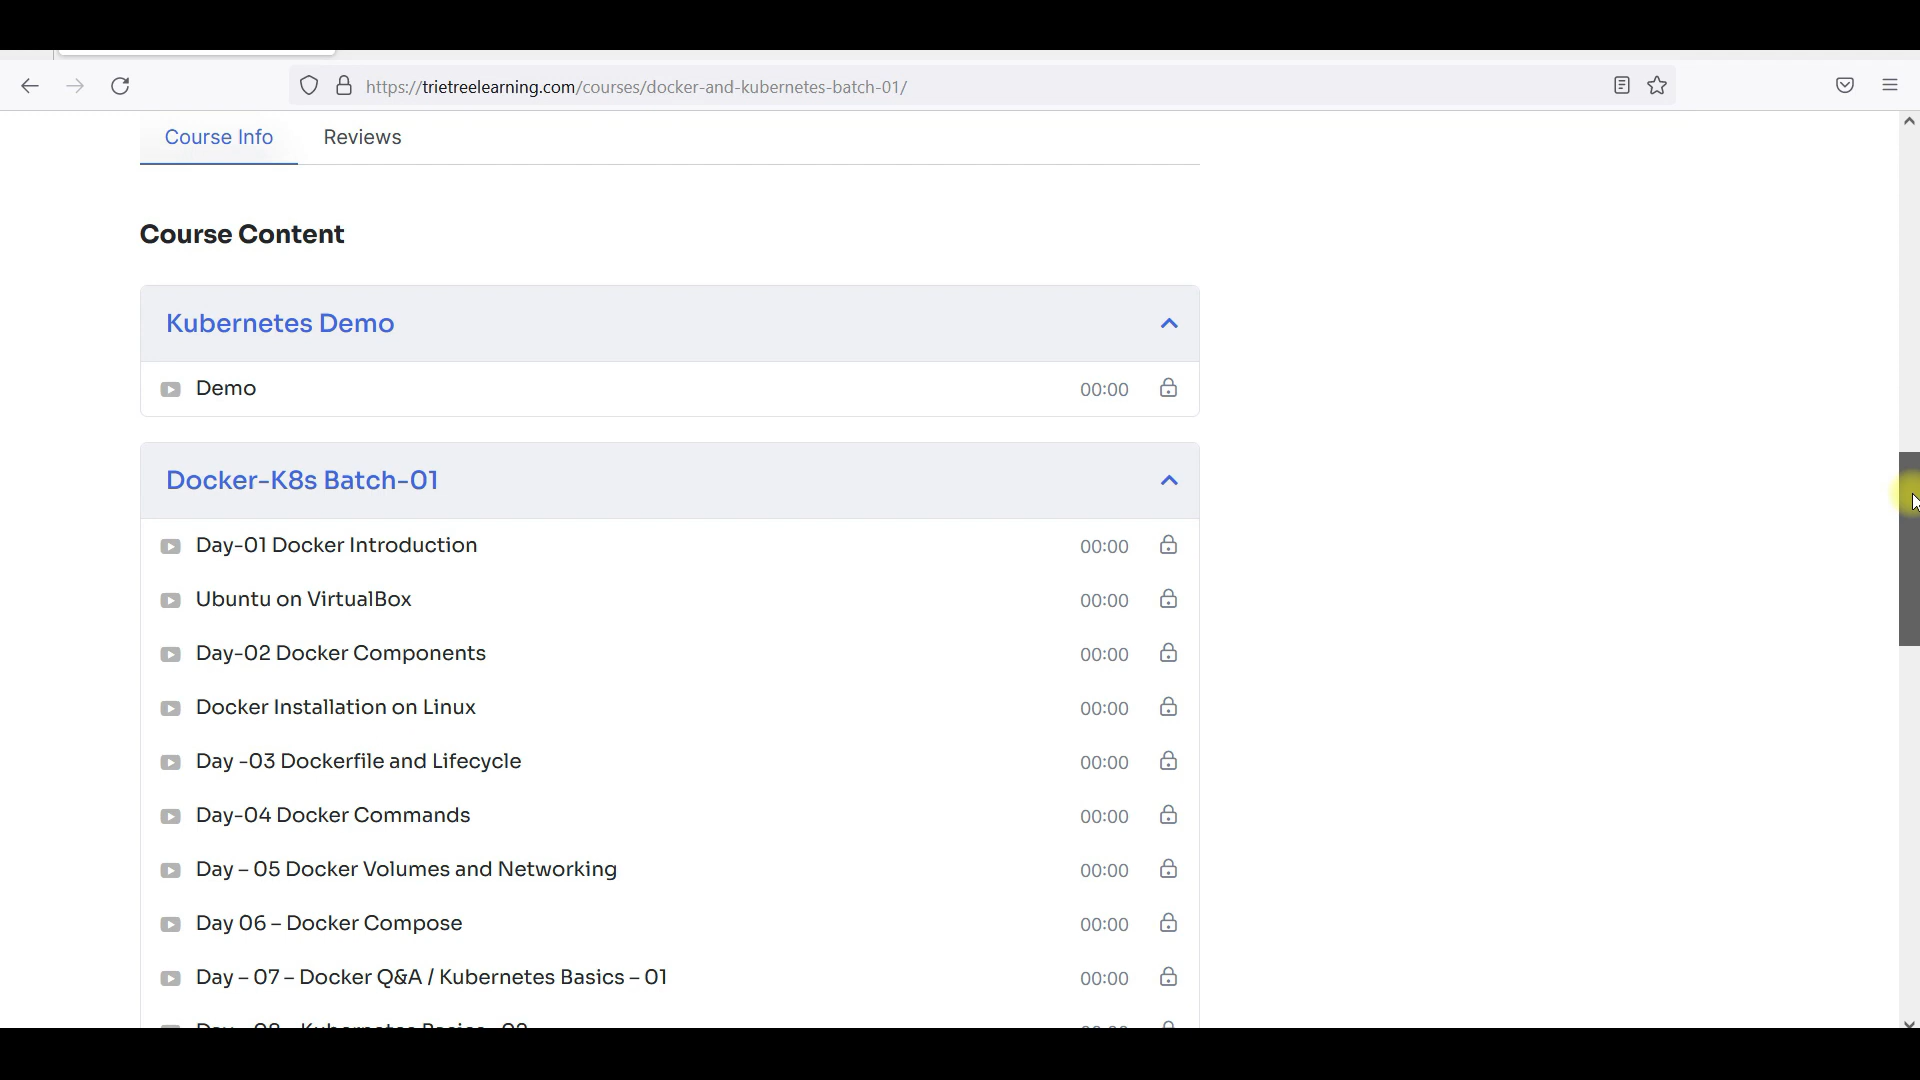 https://trietreelearning.com/courses/docker-and-kubernetes-batch-01/
Course Info Reviews
Course Content
Kubernetes Demo
Demo 00:00
Docker-K8s Batch-01
Day-01 Docker Introduction 00:00
Ubuntu on VirtualBox 00:00
Day-02 Docker Components 00:00
Docker Installation on Linux 00:00
Day -03 Dockerfile and Lifecycle 00:00
Day-04 Docker Commands 00:00
Day – 05 Docker Volumes and Networking 00:00
Day 06 – Docker Compose 00:00
Day – 07 – Docker Q&A / Kubernetes Basics – 01 00:00